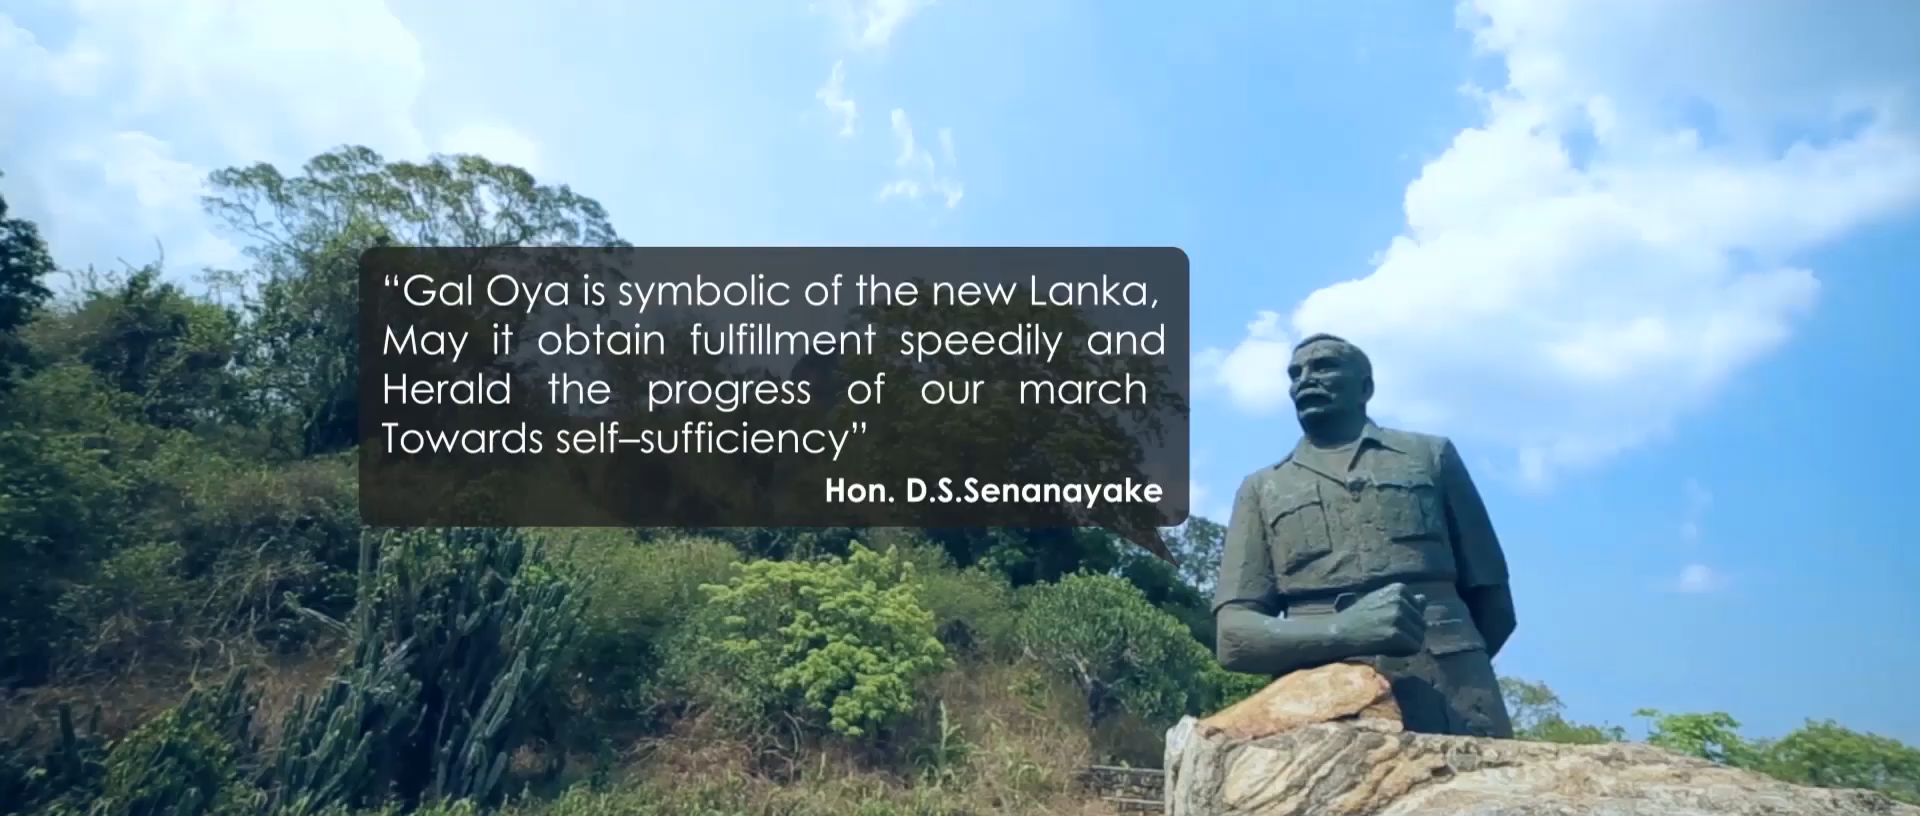 “Gal Oya is symbolic of the new Lanka,
May it obtain fulfillment speedily and
Herald the progress of our march
Towards self–sufficiency”
Hon. D.S.Senanayake